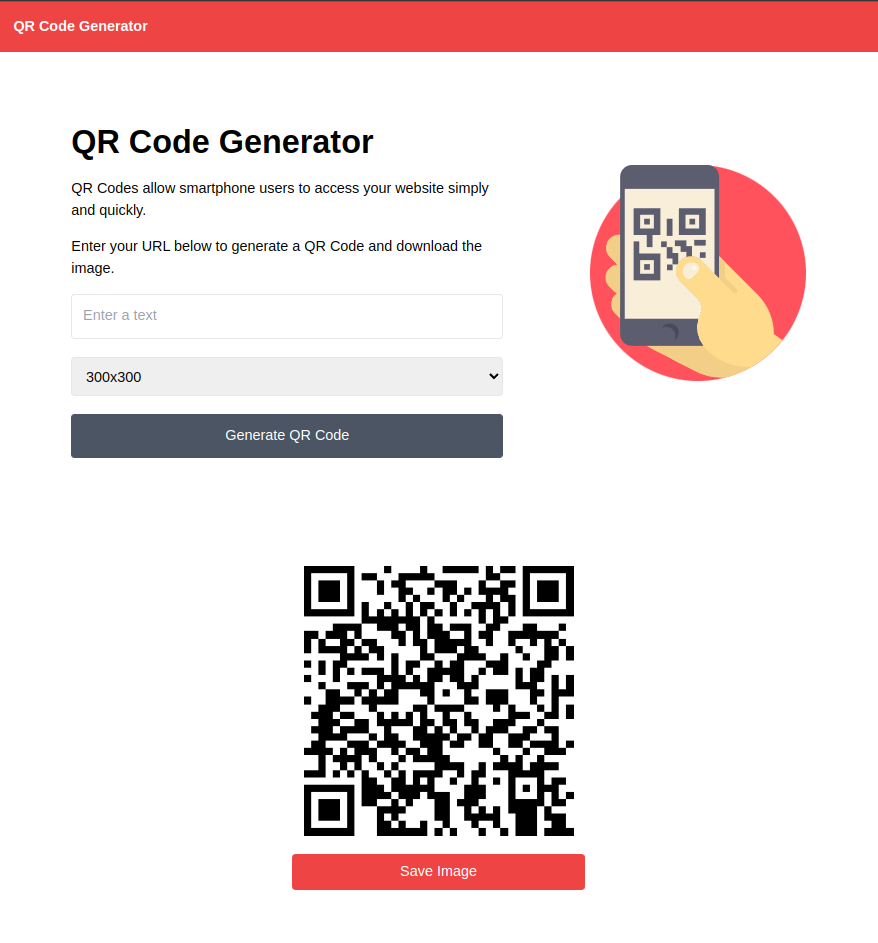 QR Code Generator
QR Code Generator
QR Codes allow smartphone users to access your website simply
and quickly.
Enter your URL below to generate a QR Code and download the
image.
Enter a text
300x300
Generate QR Code
Save Image